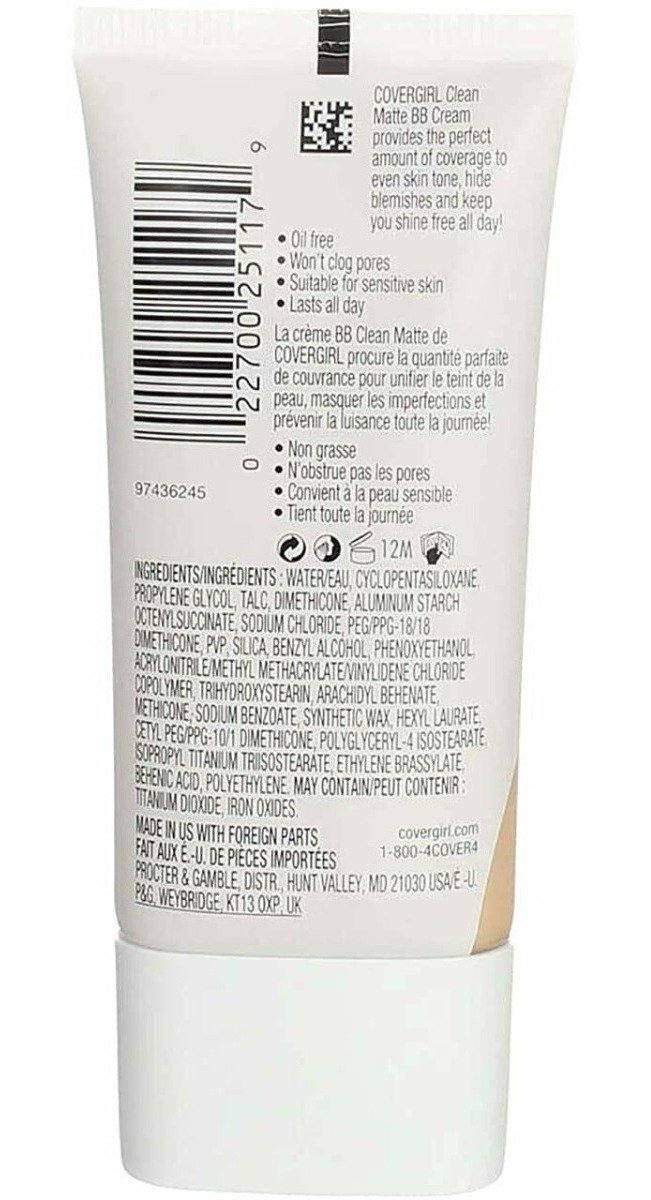 COVERGIRL Clean
Matte BB Cream
provides the perfect
amount of coverage to
even skin tone, hide
blemishes and keep
you shine free all day!
• Oil free
• Won't clog pores
• Suitable for sensitive skin
• Lasts all day
La crème BB Clean Matte de
COVERGIRL procure la quantité parfaite
de couvrance pour unifier le teint de la
peau, masquer les imperfections et
prévenir la luisance toute la journée!
• Non grasse
• N'obstrue pas les pores
• Convient à la peau sensible
• Tient toute la journée
0 22700 25117 9
97436245
12M
INGREDIENTS/INGRÉDIENTS : WATER/EAU, CYCLOPENTASILOXANE,
PROPYLENE GLYCOL, TALC, DIMETHICONE, ALUMINUM STARCH
OCTENYLSUCCINATE, SODIUM CHLORIDE, PEG/PPG-18/18
DIMETHICONE, PVP, SILICA, BENZYL ALCOHOL, PHENOXYETHANOL,
ACRYLONITRILE/METHYL METHACRYLATE/VINYLIDENE CHLORIDE
COPOLYMER, TRIHYDROXYSTEARIN, ARACHIDYL BEHENATE,
METHICONE, SODIUM BENZOATE, SYNTHETIC WAX, HEXYL LAURATE,
CETYL PEG/PPG-10/1 DIMETHICONE, POLYGLYCERYL-4 ISOSTEARATE,
ISOPROPYL TITANIUM TRIISOSTEARATE, ETHYLENE BRASSYLATE,
BEHENIC ACID, POLYETHYLENE. MAY CONTAIN/PEUT CONTENIR :
TITANIUM DIOXIDE, IRON OXIDES.
MADE IN US WITH FOREIGN PARTS
FAIT AUX É.-U. DE PIÈCES IMPORTÉES
covergirl.com
1-800-4COVER4
PROCTER & GAMBLE, DISTR., HUNT VALLEY, MD 21030 USA/É.-U.
P&G, WEYBRIDGE, KT13 0XP, UK